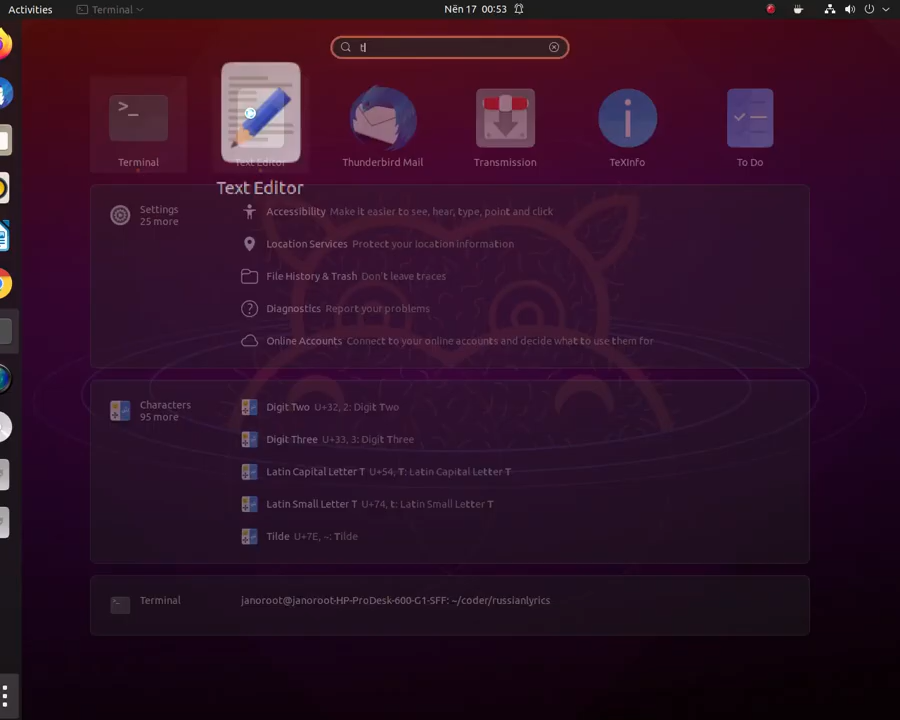 Activities
Terminal
Nën 17 00:53
t
Terminal
Text Editor
Thunderbird Mail
Transmission
TeXInfo
To Do
Text Editor
Settings
25 more
Accessibility Make it easier to see, hear, type, point and click
Location Services Protect your location information
File History & Trash Don't leave traces
Diagnostics Report your problems
Online Accounts Connect to your online accounts and decide what to use them for
Characters
95 more
Digit Two U+32, 2: Digit Two
Digit Three U+33, 3: Digit Three
Latin Capital Letter T U+54, T: Latin Capital Letter T
Latin Small Letter T U+74, t: Latin Small Letter T
Tilde U+7E, ~: Tilde
Terminal
janoroot@janoroot-HP-ProDesk-600-G1-SFF: ~/coder/russianlyrics